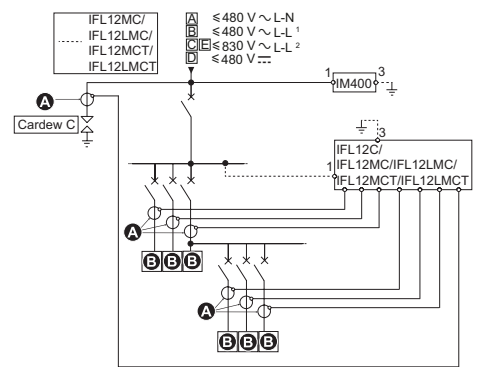 IFL12MC/
IFL12LMC/
IFL12MCT/
IFL12LMCT
A ≤480 V ~ L-N
B ≤480 V ~ L-L 1
C E ≤830 V ~ L-L 2
D ≤480 V ⎓
1 IM400 3
A
Cardew C
3
IFL12C/
IFL12MC/IFL12LMC/
1 IFL12MCT/IFL12LMCT
A
B B B
A
B B B